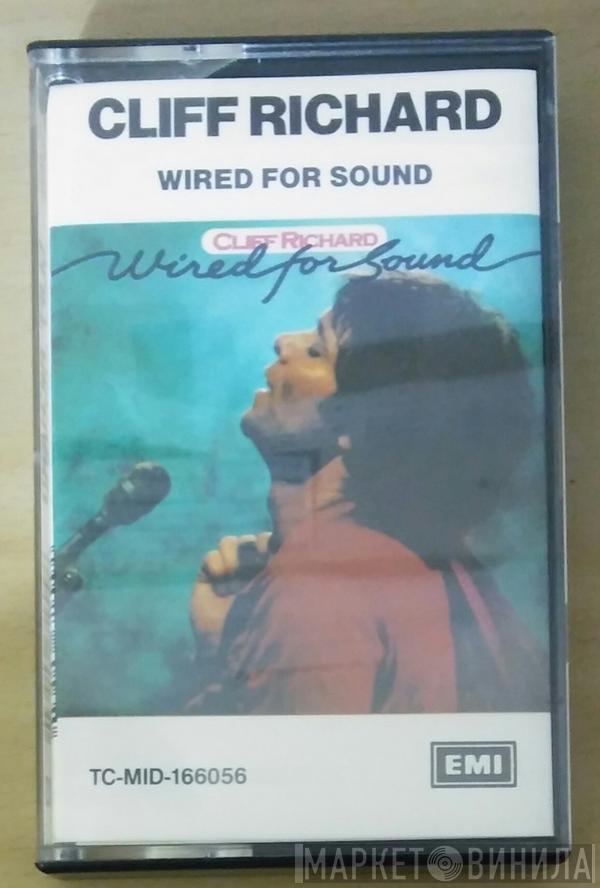 CLIFF RICHARD
WIRED FOR SOUND
CLIFF RICHARD
Wired for Sound
TC-MID-166056
EMI
МАРКЕТ ВИНИЛА